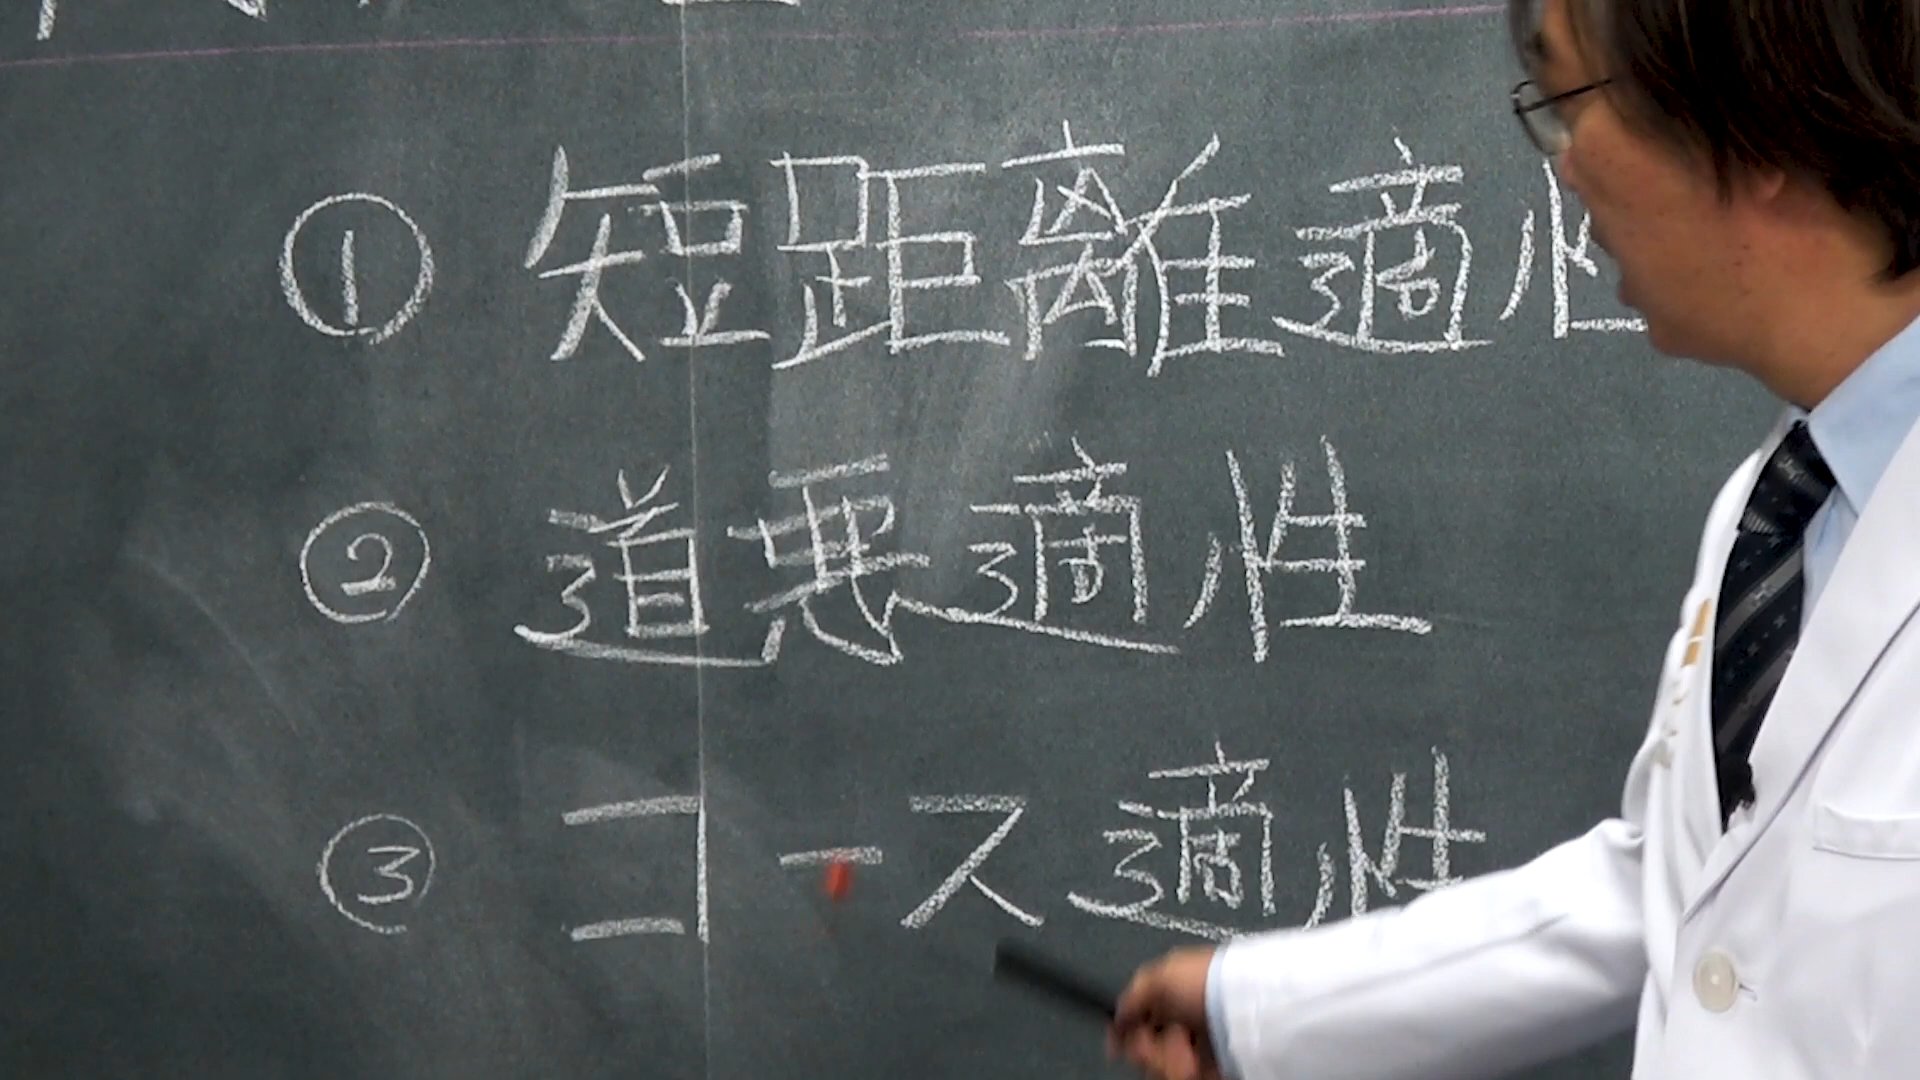 ① 短距離適性
② 道悪適性
③ コース適性